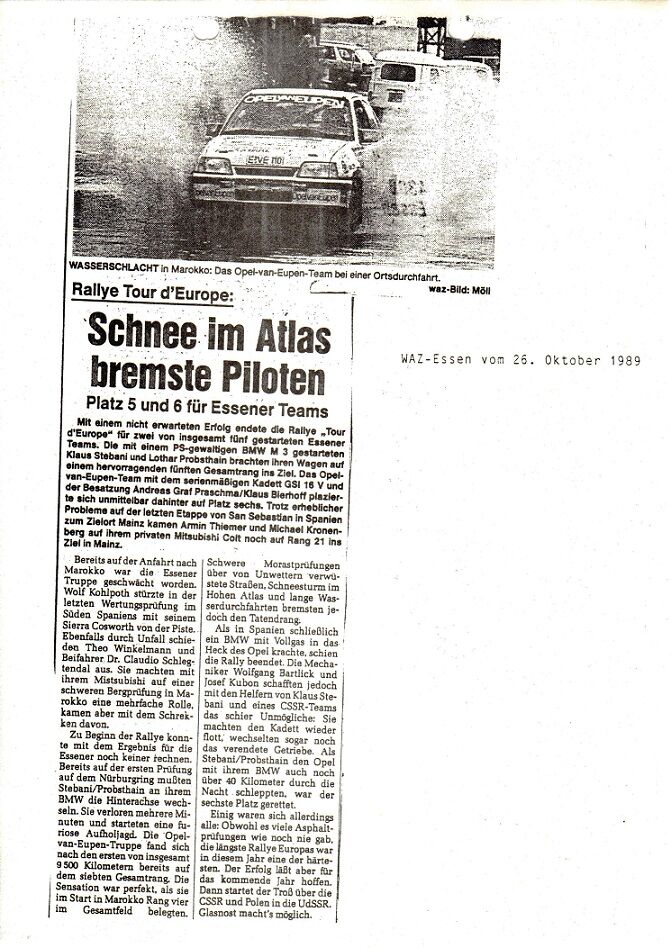 OPEL VAN EUPEN
WASSERSCHLACHT in Marokko: Das Opel-van-Eupen-Team bei einer Ortsdurchfahrt.
waz-Bild: Möll
Rallye Tour d'Europe:
Schnee im Atlas
bremste Piloten
Platz 5 und 6 für Essener Teams
WAZ-Essen vom 26. Oktober 1989
Mit einem nicht erwarteten Erfolg endete die Rallye „Tour
d'Europe“ für zwei von insgesamt fünf gestarteten Essener
Teams. Die mit einem PS-gewaltigen BMW M 3 gestarteten
Klaus Stebani und Lothar Probsthain brachten ihren Wagen auf
einem hervorragenden fünften Gesamtrang ins Ziel. Das Opel-
van-Eupen-Team mit dem serienmäßigen Kadett GSI 16 V und
der Besatzung Andreas Graf Praschma/Klaus Bierhoff plazier-
te sich unmittelbar dahinter auf Platz sechs. Trotz erheblicher
Probleme auf der letzten Etappe von San Sebastian in Spanien
zum Zielort Mainz kamen Armin Thiemer und Michael Kronen-
berg auf ihrem privaten Mitsubishi Colt noch auf Rang 21 ins
Ziel in Mainz.
Bereits auf der Anfahrt nach
Marokko war die Essener
Truppe geschwächt worden.
Wolf Kohlpoth stürzte in der
letzten Wertungsprüfung im
Süden Spaniens mit seinem
Sierra Cosworth von der Piste.
Ebenfalls durch Unfall schie-
den Theo Winkelmann und
Beifahrer Dr. Claudio Schleg-
tendal aus. Sie machten mit
ihrem Mistsubishi auf einer
schweren Bergprüfung in Ma-
rokko eine mehrfache Rolle,
kamen aber mit dem Schrek-
ken davon.
Zu Beginn der Rallye konn-
te mit dem Ergebnis für die
Essener noch keiner rechnen.
Bereits auf der ersten Prüfung
auf dem Nürburgring mußten
Stebani/Probsthain an ihrem
BMW die Hinterachse wech-
seln. Sie verloren mehrere Mi-
nuten und starteten eine fu-
riose Aufholjagd. Die Opel-
van-Eupen-Truppe fand sich
nach den ersten von insgesamt
9 500 Kilometern bereits auf
dem siebten Gesamtrang. Die
Sensation war perfekt, als sie
im Start in Marokko Rang vier
im Gesamtfeld belegten.
Schwere Morastprüfungen
über von Unwettern verwü-
stete Straßen, Schneesturm im
Hohen Atlas und lange Was-
serdurchfahrten bremsten je-
doch den Tatendrang.
Als in Spanien schließlich
ein BMW mit Vollgas in das
Heck des Opel krachte, schien
die Rally beendet. Die Mecha-
niker Wolfgang Bartlick und
Josef Kubon schafften jedoch
mit den Helfern von Klaus Ste-
bani und eines CSSR-Teams
das schier Unmögliche: Sie
machten den Kadett wieder
flott, wechselten sogar noch
das verendete Getriebe. Als
Stebani/Probsthain den Opel
mit ihrem BMW auch noch
über 40 Kilometer durch die
Nacht schleppten, war der
sechste Platz gerettet.
Einig waren sich allerdings
alle: Obwohl es viele Asphalt-
prüfungen wie noch nie gab,
die längste Rallye Europas war
in diesem Jahr eine der härte-
sten. Der Erfolg läßt aber für
das kommende Jahr hoffen.
Dann startet der Troß über die
CSSR und Polen in die UdSSR.
Glasnost macht's möglich.